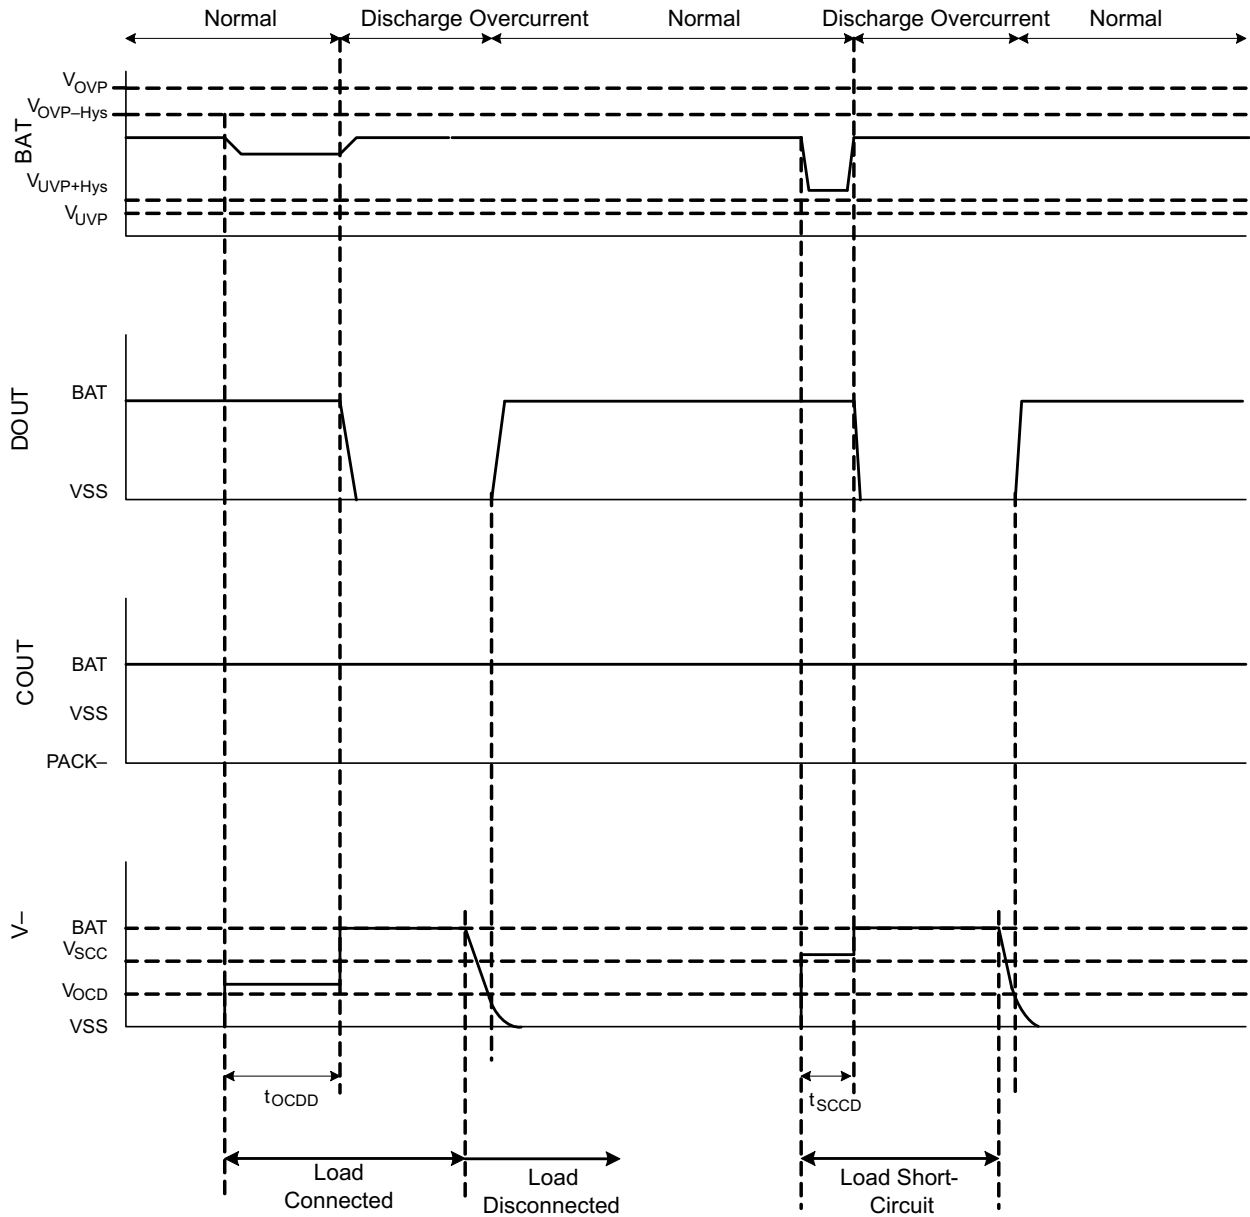 Normal
Discharge Overcurrent
Normal
Discharge Overcurrent
Normal
BAT
VOVP
VOVP–Hys
VUVP+Hys
VUVP
DOUT
BAT
VSS
COUT
BAT
VSS
PACK–
V–
BAT
VSCC
VOCD
VSS
tOCDD
tSCCD
Load
Connected
Load
Disconnected
Load Short-
Circuit